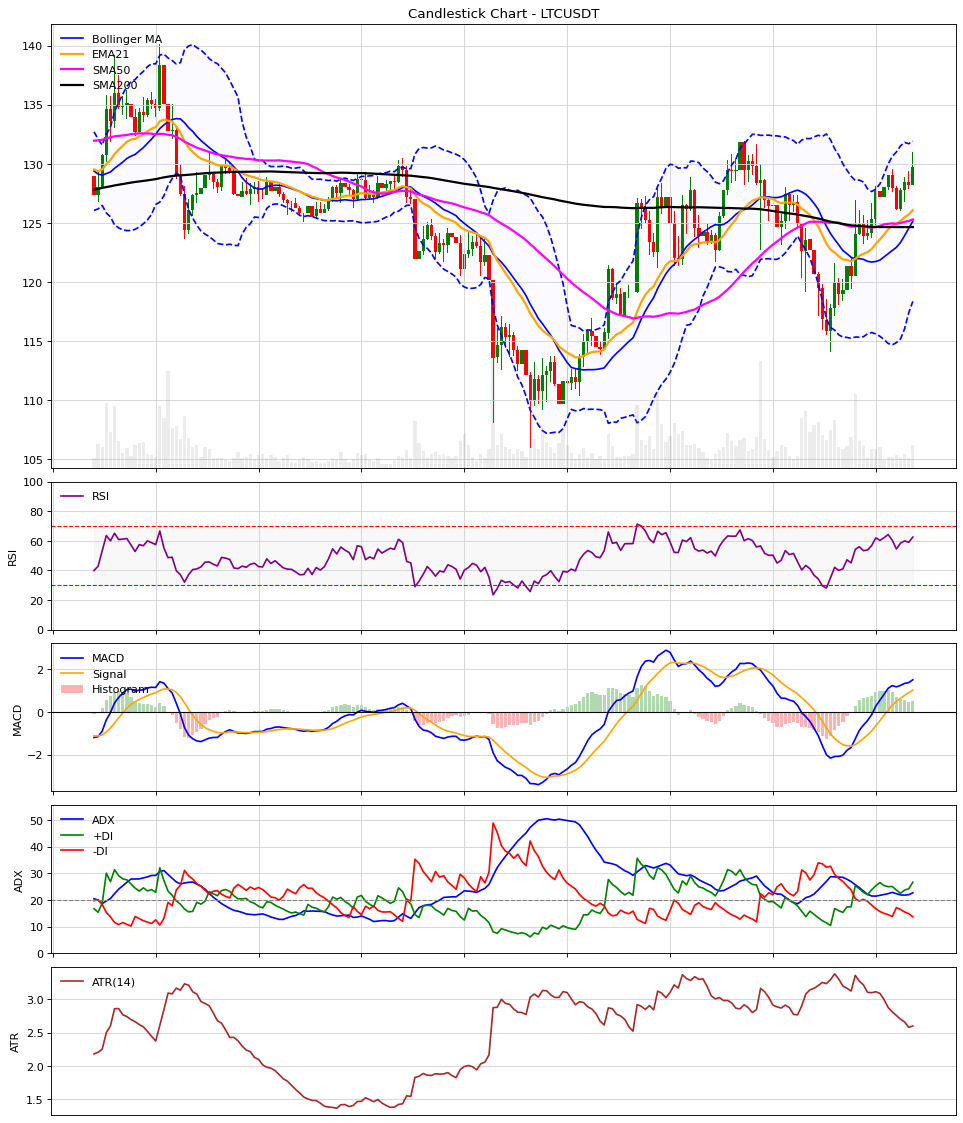 Candlestick Chart - LTCUSDT
Bollinger MA
EMA21
SMA50
SMA200
140
135
130
125
120
115
110
105
RSI
RSI
100
80
60
40
20
0
MACD
Signal
Histogram
MACD
2
0
−2
ADX
+DI
-DI
ADX
50
40
30
20
10
0
ATR(14)
ATR
3.0
2.5
2.0
1.5